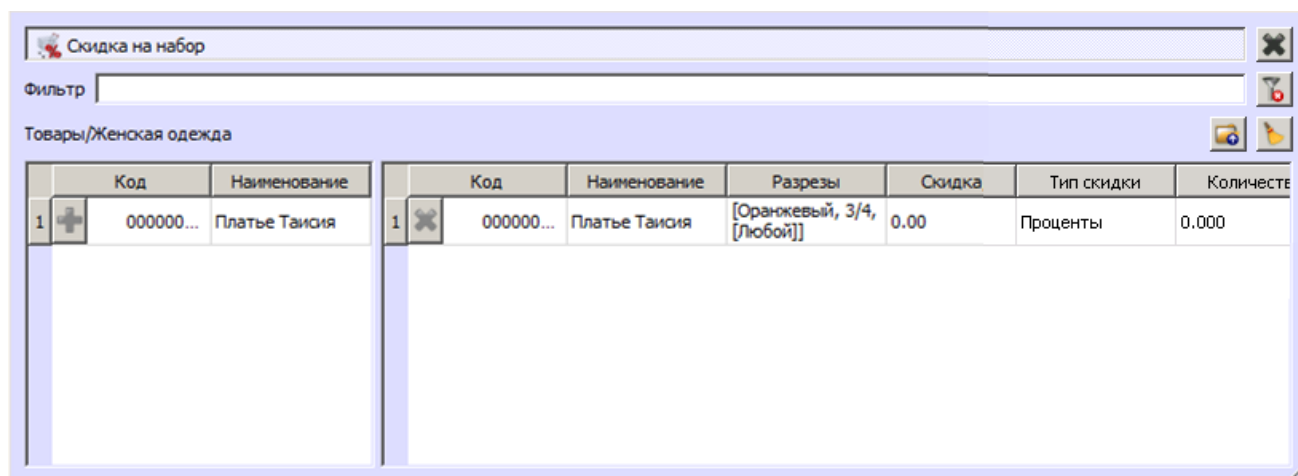 Скидка на набор
Фильтр
Товары/Женская одежда
Код Наименование Код Наименование Разрезы Скидка Тип скидки Количеств
1 000000... Платье Таисия 1 000000... Платье Таисия [Оранжевый, 3/4, 0.00 Проценты 0.000
[Любой]]